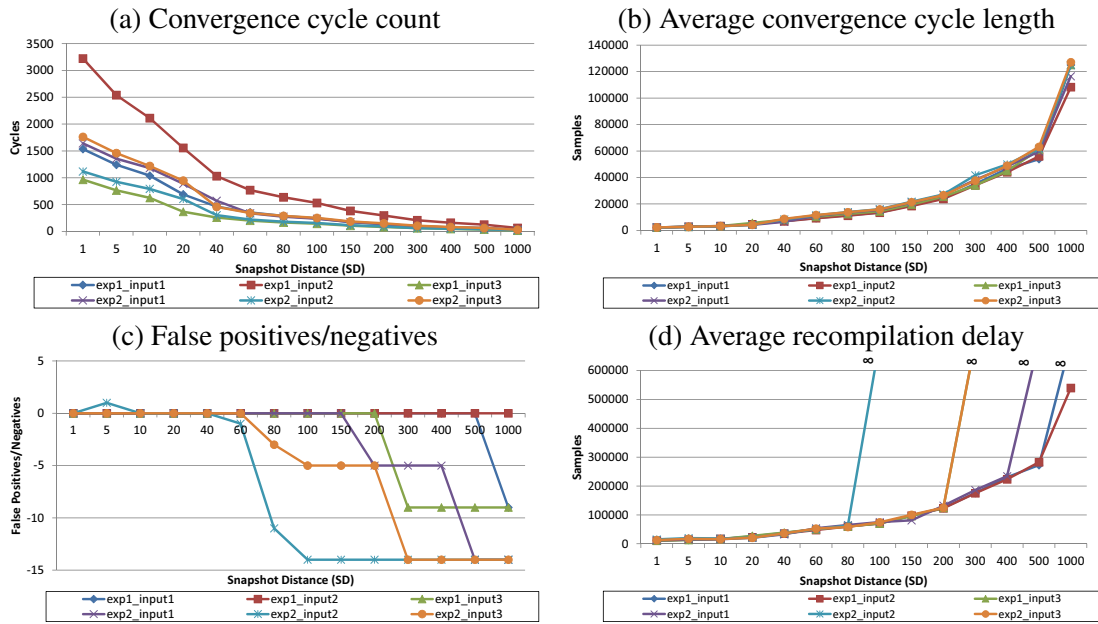 (a) Convergence cycle count
3500
3000
2500
2000
1500
1000
500
0
Cycles
1 5 10 20 40 60 80 100 150 200 300 400 500 1000
Snapshot Distance (SD)
exp1_input1 exp1_input2 exp1_input3
exp2_input1 exp2_input2 exp2_input3
(b) Average convergence cycle length
140000
120000
100000
80000
60000
40000
20000
0
Samples
1 5 10 20 40 60 80 100 150 200 300 400 500 1000
Snapshot Distance (SD)
exp1_input1 exp1_input2 exp1_input3
exp2_input1 exp2_input2 exp2_input3
(c) False positives/negatives
5
0
-5
-10
-15
False Positives/Negatives
1 5 10 20 40 60 80 100 150 200 300 400 500 1000
Snapshot Distance (SD)
exp1_input1 exp1_input2 exp1_input3
exp2_input1 exp2_input2 exp2_input3
(d) Average recompilation delay
∞ ∞ ∞ ∞
600000
500000
400000
300000
200000
100000
0
Samples
1 5 10 20 40 60 80 100 150 200 300 400 500 1000
Snapshot Distance (SD)
exp1_input1 exp1_input2 exp1_input3
exp2_input1 exp2_input2 exp2_input3